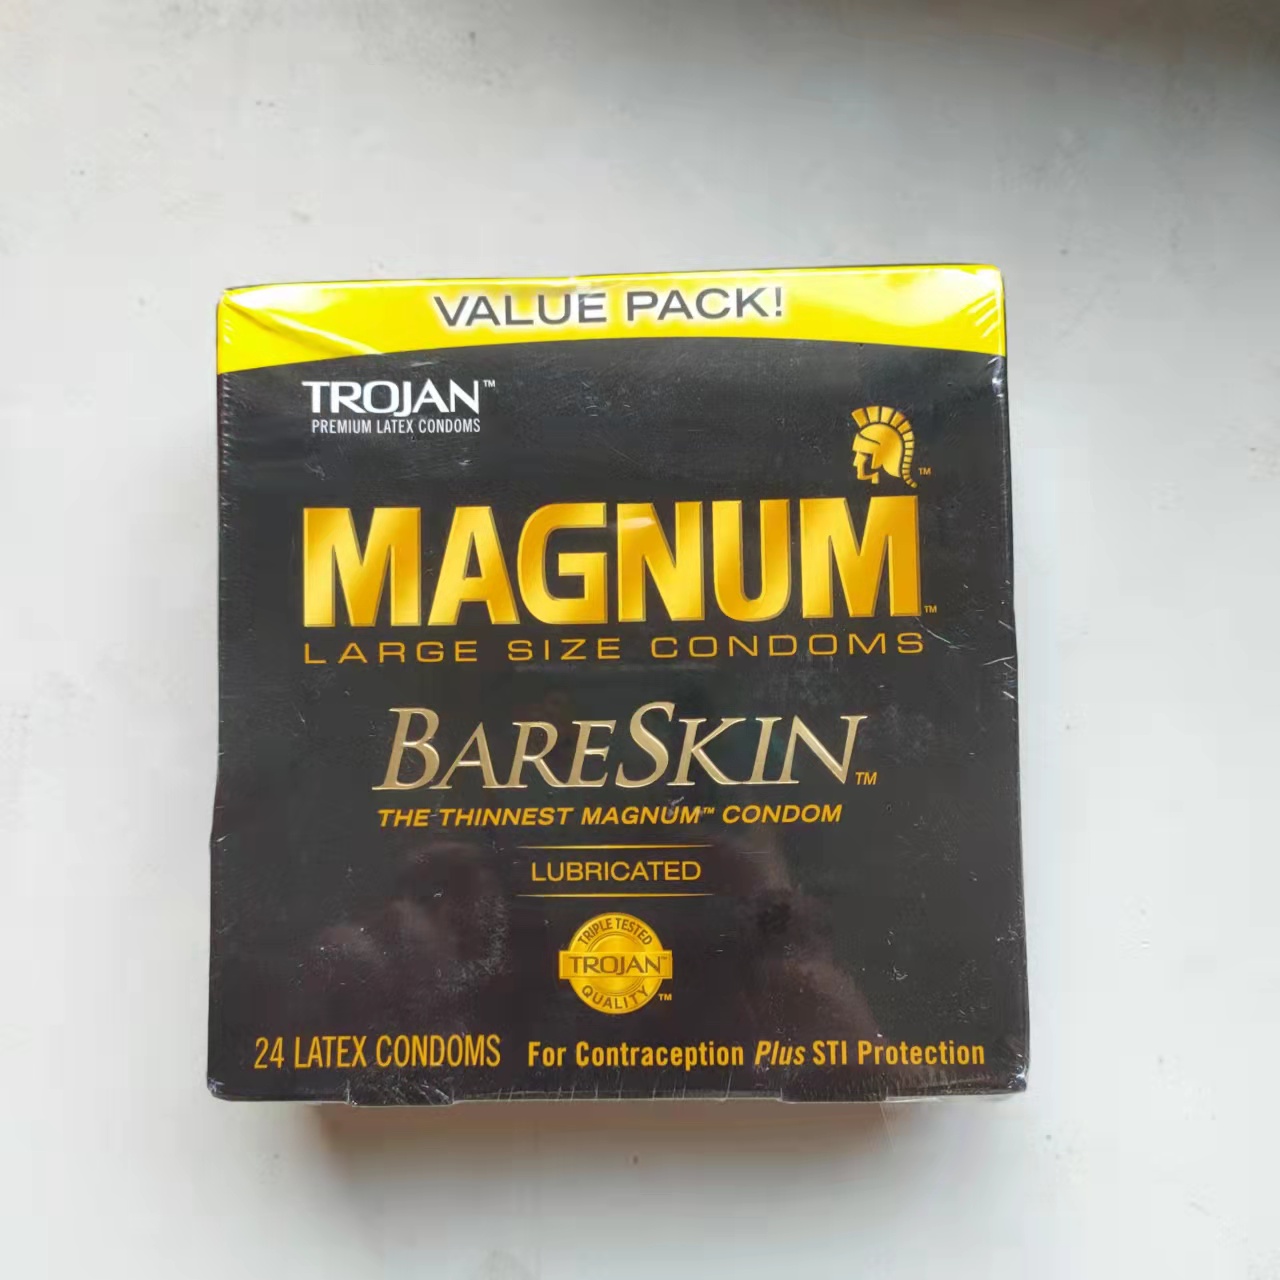 VALUE PACK!
TROJAN™
PREMIUM LATEX CONDOMS
™
MAGNUM™
LARGE SIZE CONDOMS
BARESKIN™
THE THINNEST MAGNUM™ CONDOM
LUBRICATED
TRIPLE TESTED
TROJAN™
QUALITY™
24 LATEX CONDOMS For Contraception Plus STI Protection